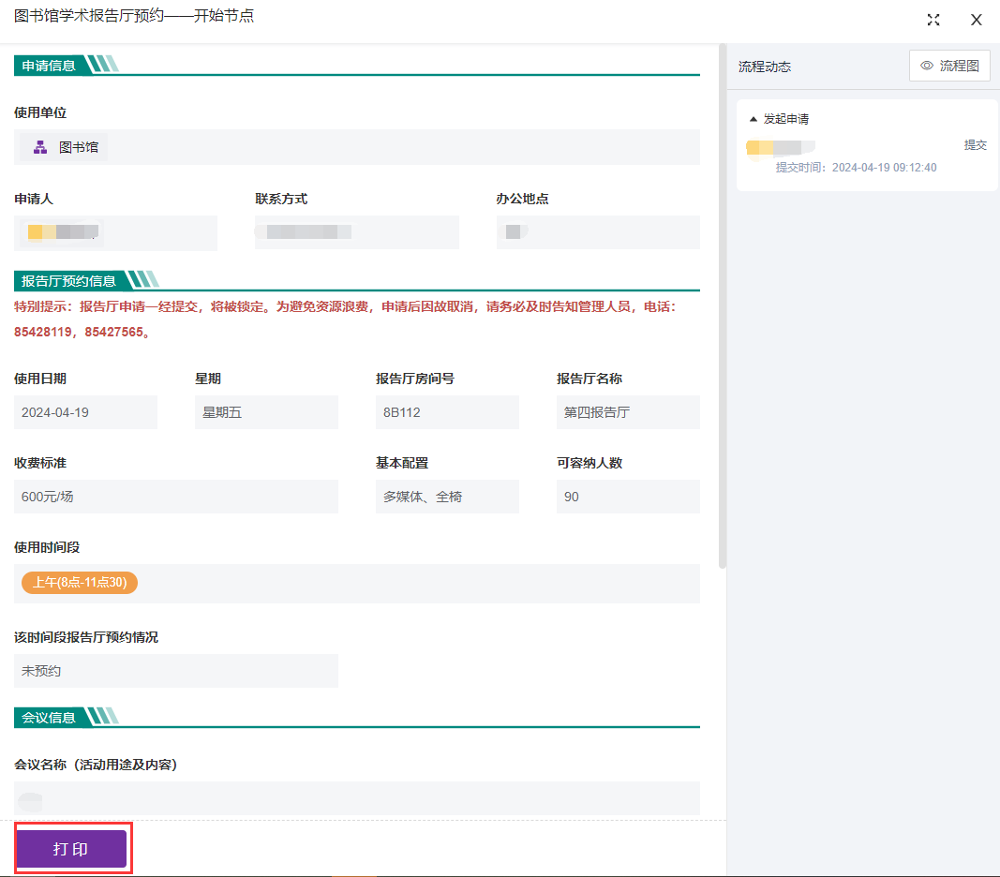 图书馆学术报告厅预约——开始节点
X
申请信息
使用单位
图书馆
申请人 联系方式 办公地点
报告厅预约信息
特别提示：报告厅申请一经提交，将被锁定。为避免资源浪费，申请后因故取消，请务必及时告知管理人员，电话：
85428119，85427565。
使用日期 星期 报告厅房间号 报告厅名称
2024-04-19 星期五 8B112 第四报告厅
收费标准 基本配置 可容纳人数
600元/场 多媒体、全椅 90
使用时间段
上午(8点-11点30)
该时间段报告厅预约情况
未预约
会议信息
会议名称（活动用途及内容）
打 印
流程动态
流程图
发起申请
提交
提交时间：2024-04-19 09:12:40